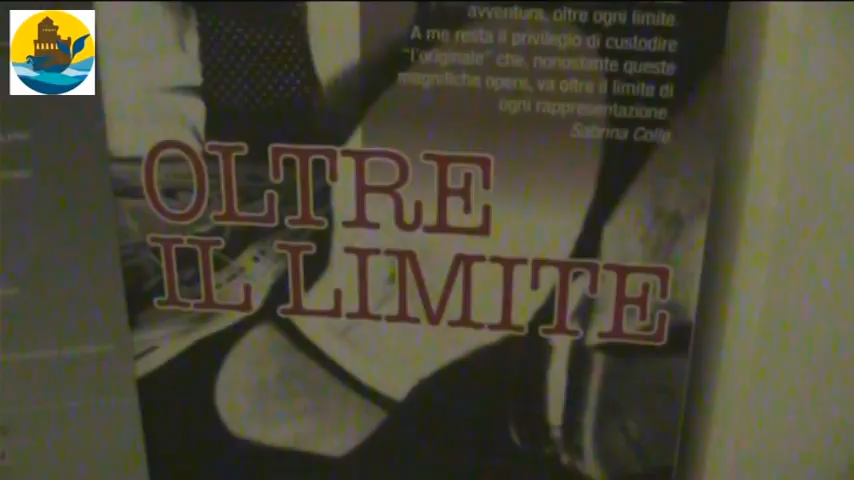 avventura, oltre ogni limite.
A me resta il privilegio di custodire
"l'originale" che, nonostante queste
magnifiche opere, va oltre il limite di
ogni rappresentazione.
Sabrina Colle
OLTRE
IL LIMITE